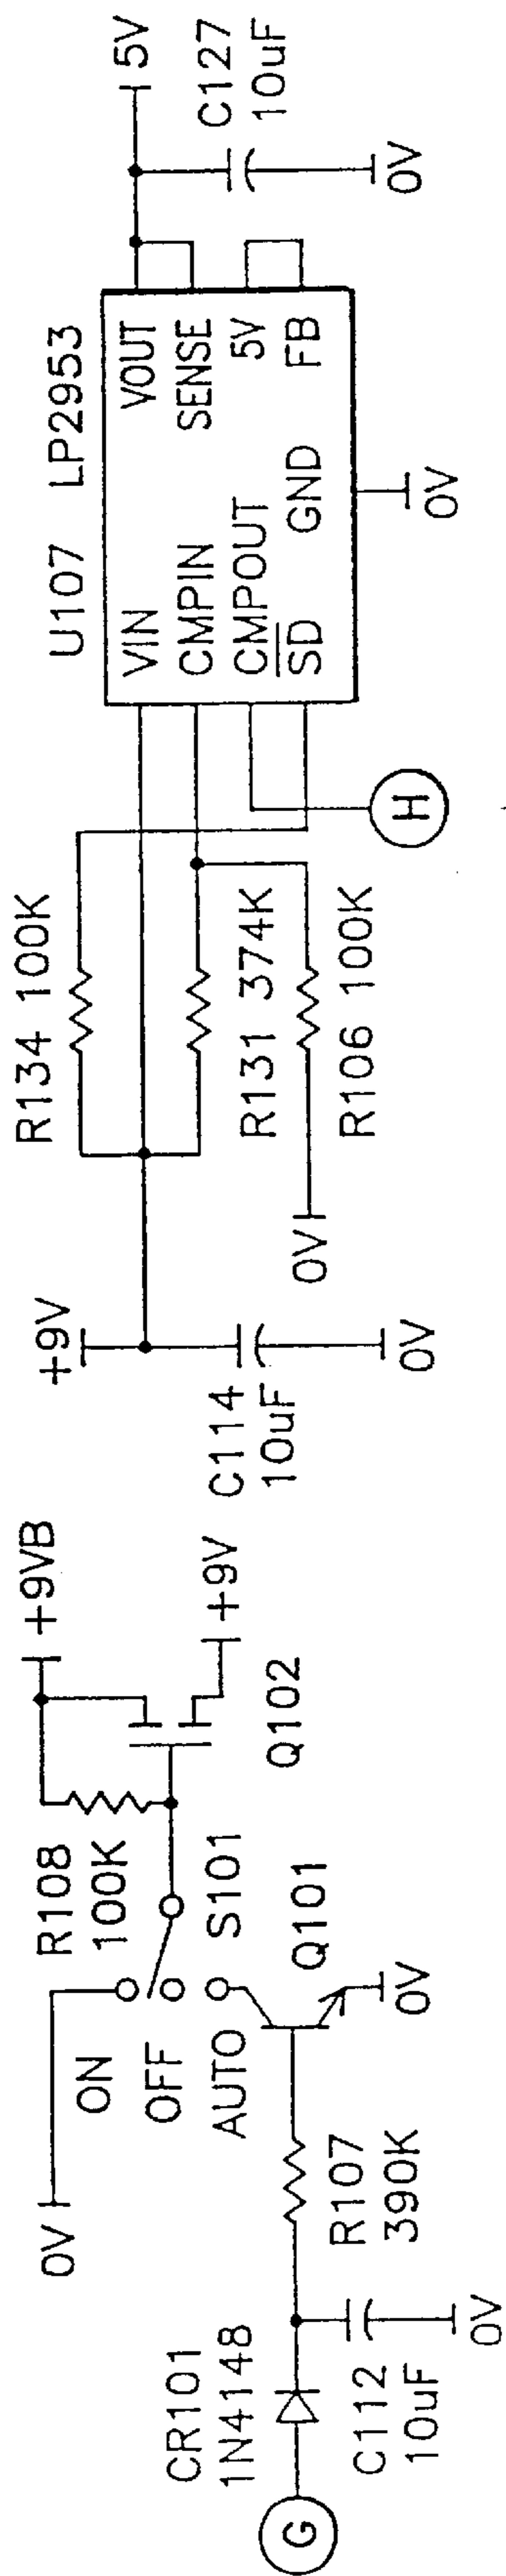 G
CR101
1N4148
C112
10uF
0V
R107
390K
0V
ON
OFF
AUTO
S101
Q101
0V
R108
100K
+9VB
Q102
+9V
+9V
C114
10uF
0V
R134 100K
R131 374K
R106 100K
0V
H
U107 LP2953
VIN
CMPIN
CMPOUT
SD
GND
VOUT
SENSE
5V
FB
0V
5V
C127
10uF
0V